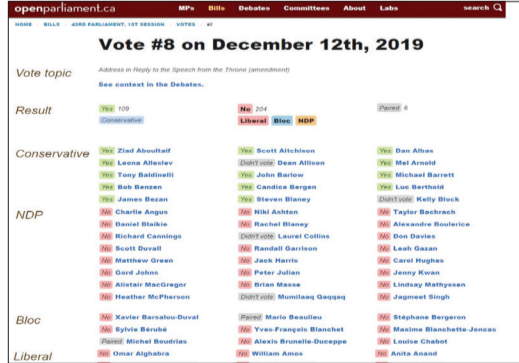 openparliament.ca MPs Bills Debates Committees About Labs search
HOME BILLS 43RD PARLIAMENT, 1ST SESSION VOTES #8
Vote #8 on December 12th, 2019
Vote topic Address in Reply to the Speech from the Throne (amendment)
See context in the Debates.
Result Yes 109 No 204 Paired 6
Conservative Liberal Bloc NDP
Conservative Yes Ziad Aboultaif Yes Scott Aitchison Yes Dan Albas
Yes Leona Alleslev Didn't vote Dean Allison Yes Mel Arnold
Yes Tony Baldinelli Yes John Barlow Yes Michael Barrett
Yes Bob Benzen Yes Candice Bergen Yes Luc Berthold
Yes James Bezan Yes Steven Blaney Didn't vote Kelly Block
NDP No Charlie Angus No Niki Ashton No Taylor Bachrach
No Daniel Blaikie No Rachel Blaney No Alexandre Boulerice
No Richard Cannings Didn't vote Laurel Collins No Don Davies
No Scott Duvall No Randall Garrison No Leah Gazan
No Matthew Green No Jack Harris No Carol Hughes
No Gord Johns No Peter Julian No Jenny Kwan
No Alistair MacGregor No Brian Masse No Lindsay Mathyssen
No Heather McPherson Didn't vote Mumilaaq Qaqqaq No Jagmeet Singh
Bloc No Xavier Barsalou-Duval Paired Mario Beaulieu No Stéphane Bergeron
No Sylvie Bérubé No Yves-François Blanchet No Maxime Blanchette-Joncas
Paired Michel Boudrias No Alexis Brunelle-Duceppe No Louise Chabot
Liberal No Omar Alghabra No William Amos No Anita Anand